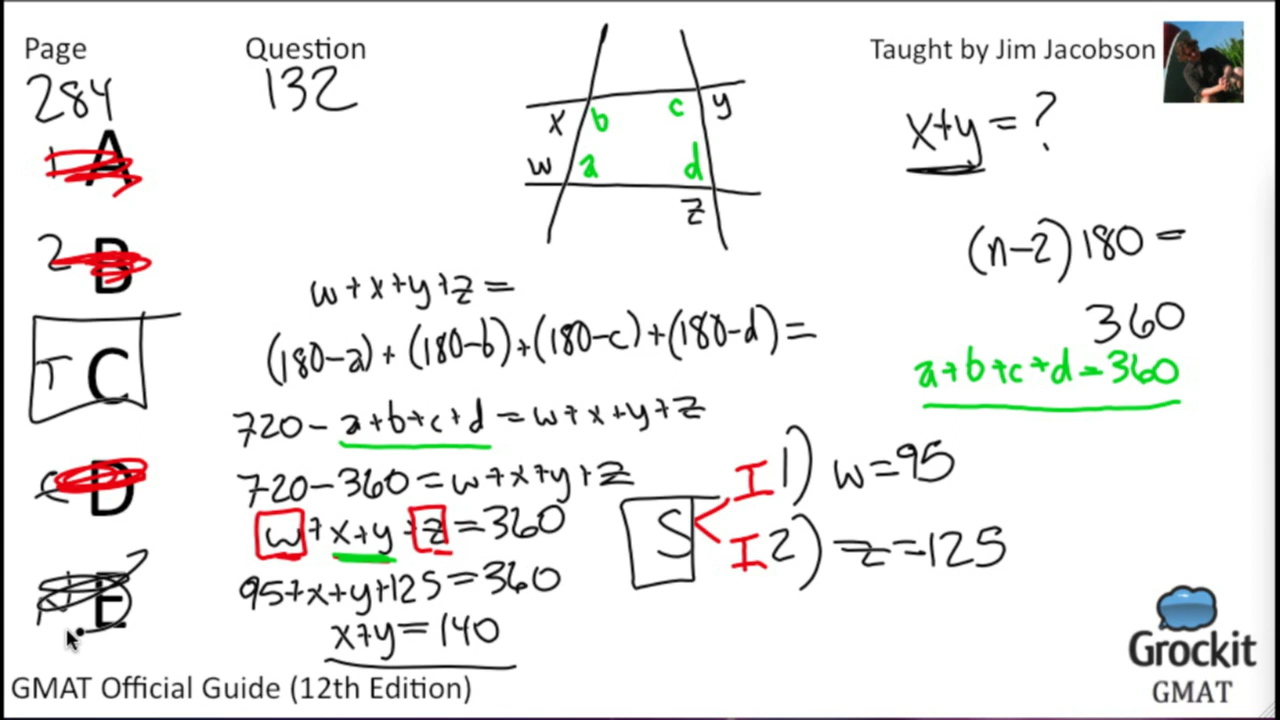 Page
Question
Taught by Jim Jacobson
284
132
x
b
c
y
w
a
d
z
x+y=?
1 A
2 B
T C
E D
E
(n-2)180=
360
a+b+c+d=360
w+x+y+z=
(180-a)+(180-b)+(180-c)+(180-d)=
720-a+b+c+d=w+x+y+z
720-360=w+x+y+z
w+x+y+z=360
95+x+y+125=360
x+y=140
S
I 1) w=95
I 2) z=125
GMAT Official Guide (12th Edition)
Grockit
GMAT